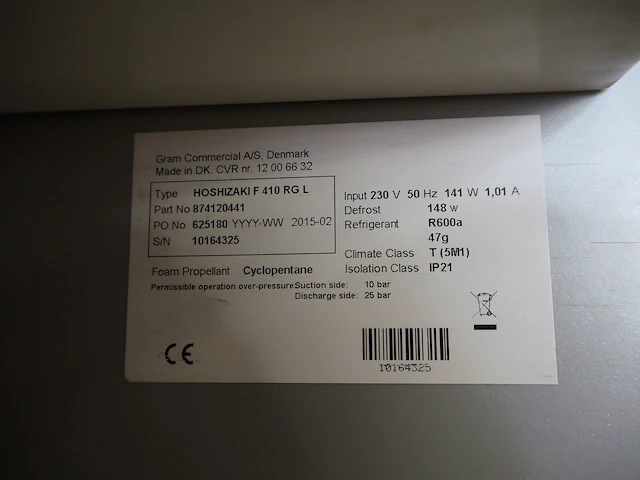 Gram Commercial A/S, Denmark
Made in DK. CVR nr. 12 00 66 32
Type HOSHIZAKI F 410 RG L
Part No 874120441
PO No 625180 YYYY-WW 2015-02
S/N 10164325
Input 230 V 50 Hz 141 W 1,01 A
Defrost 148 W
Refrigerant R600a
47g
Climate Class T (5M1)
Isolation Class IP21
Foam Propellant Cyclopentane
Permissible operation over-pressure Suction side: 10 bar
Discharge side: 25 bar
CE
10164325